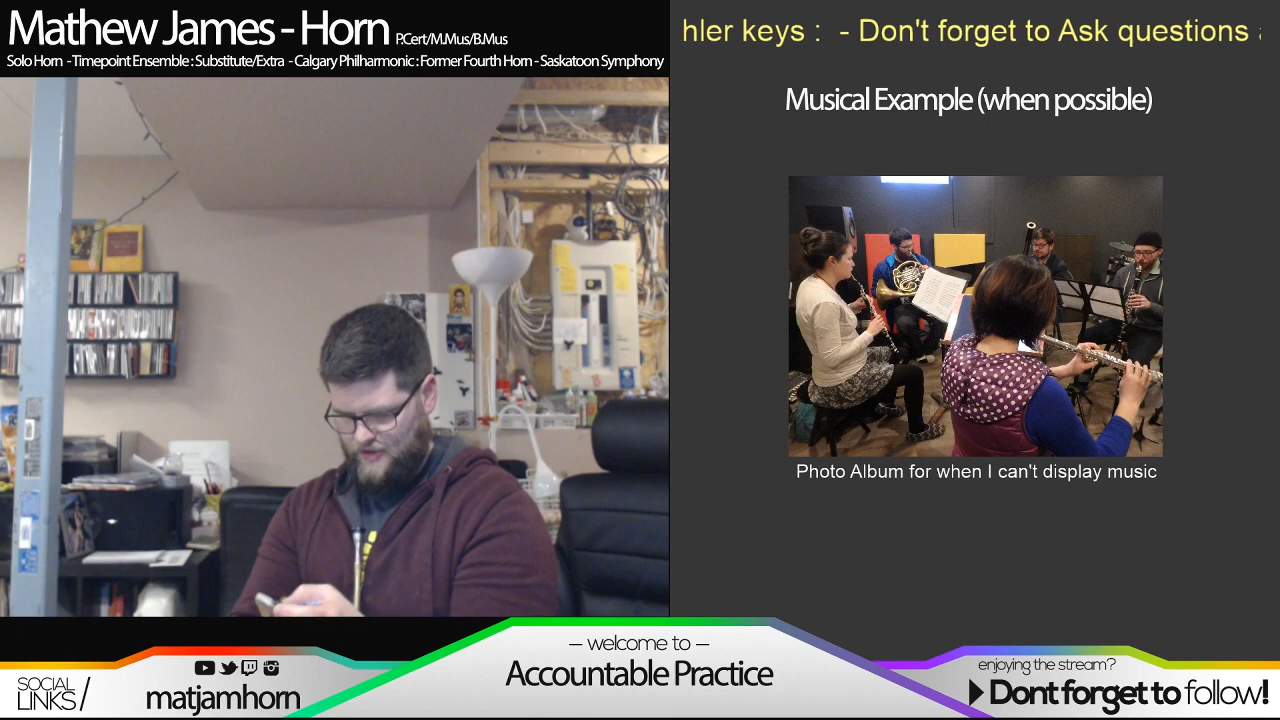 Mathew James - Horn P.Cert/M.Mus/B.Mus
Solo Horn - Timepoint Ensemble : Substitute/Extra - Calgary Philharmonic : Former Fourth Horn - Saskatoon Symphony
hler keys : - Don't forget to Ask questions
Musical Example (when possible)
Photo Album for when I can't display music
SOCIAL
LINKS /
matjamhorn
– welcome to –
Accountable Practice
enjoying the stream?
Dont forget to follow!